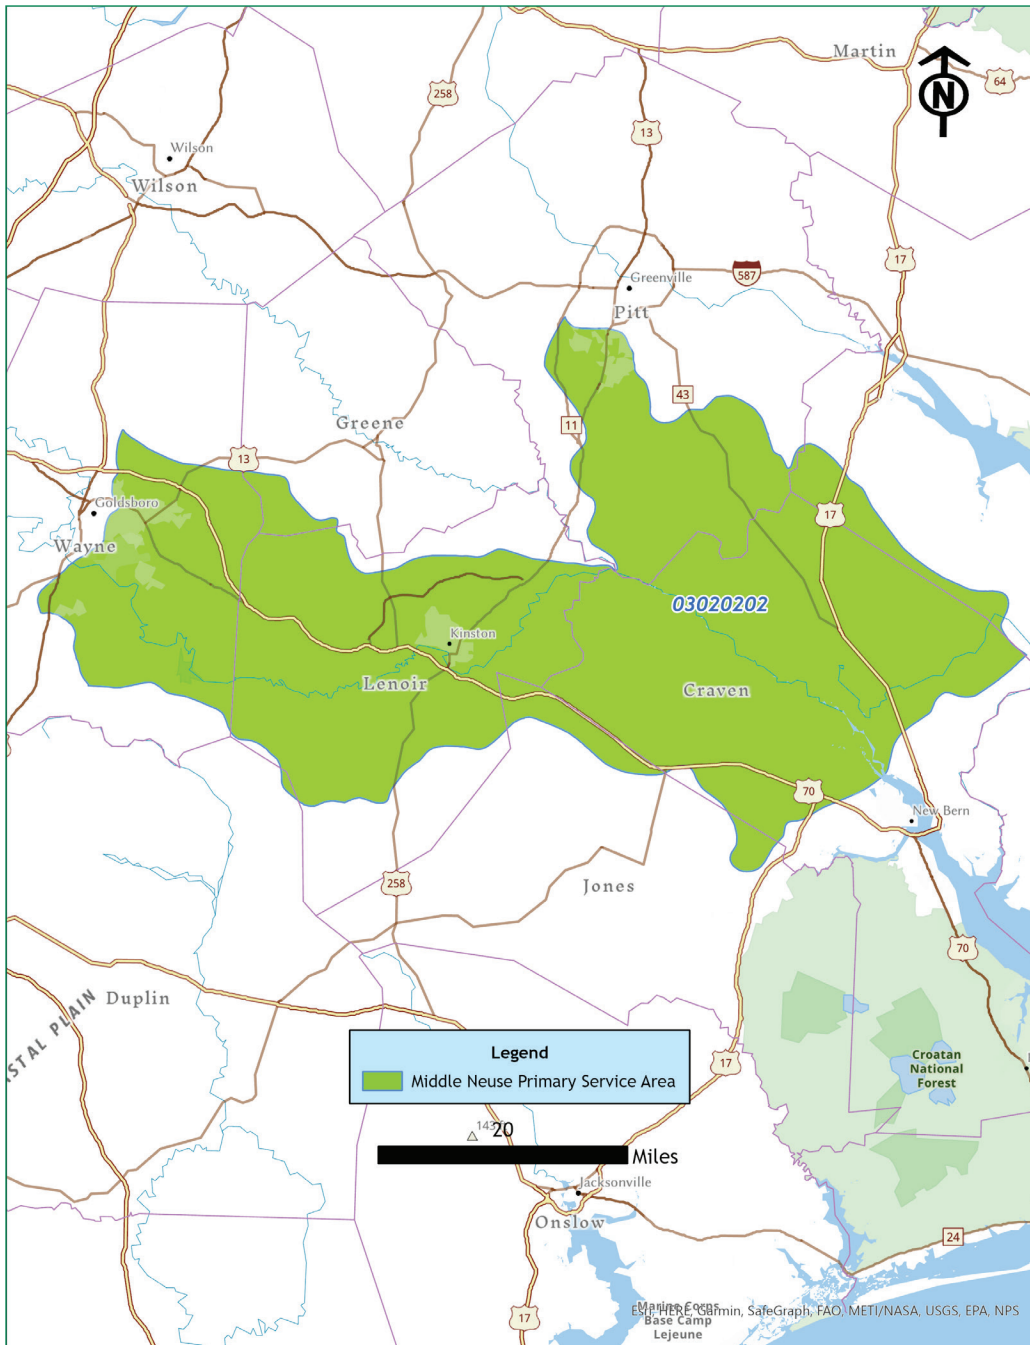 Martin
N
64
258
13
Wilson
Wilson
17
Greenville
587
Pitt
43
11
Greene
13
Goldsboro
17
Wayne
03020202
Kinston
Lenoir
Craven
70
New Bern
258
Jones
70
Duplin
STAL PLAIN
17
Croatan
National
Forest
Legend
Middle Neuse Primary Service Area
20
Miles
Jacksonville
Onslow
24
17
Marine Corps
Base Camp
Lejeune
Esri, HERE, Garmin, SafeGraph, FAO, METI/NASA, USGS, EPA, NPS